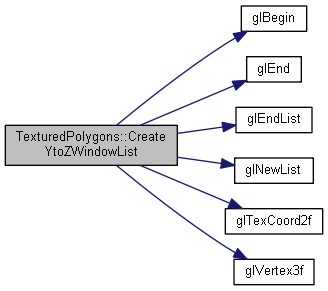 TexturedPolygons::Create
YtoZWindowList
glBegin
glEnd
glEndList
glNewList
glTexCoord2f
glVertex3f